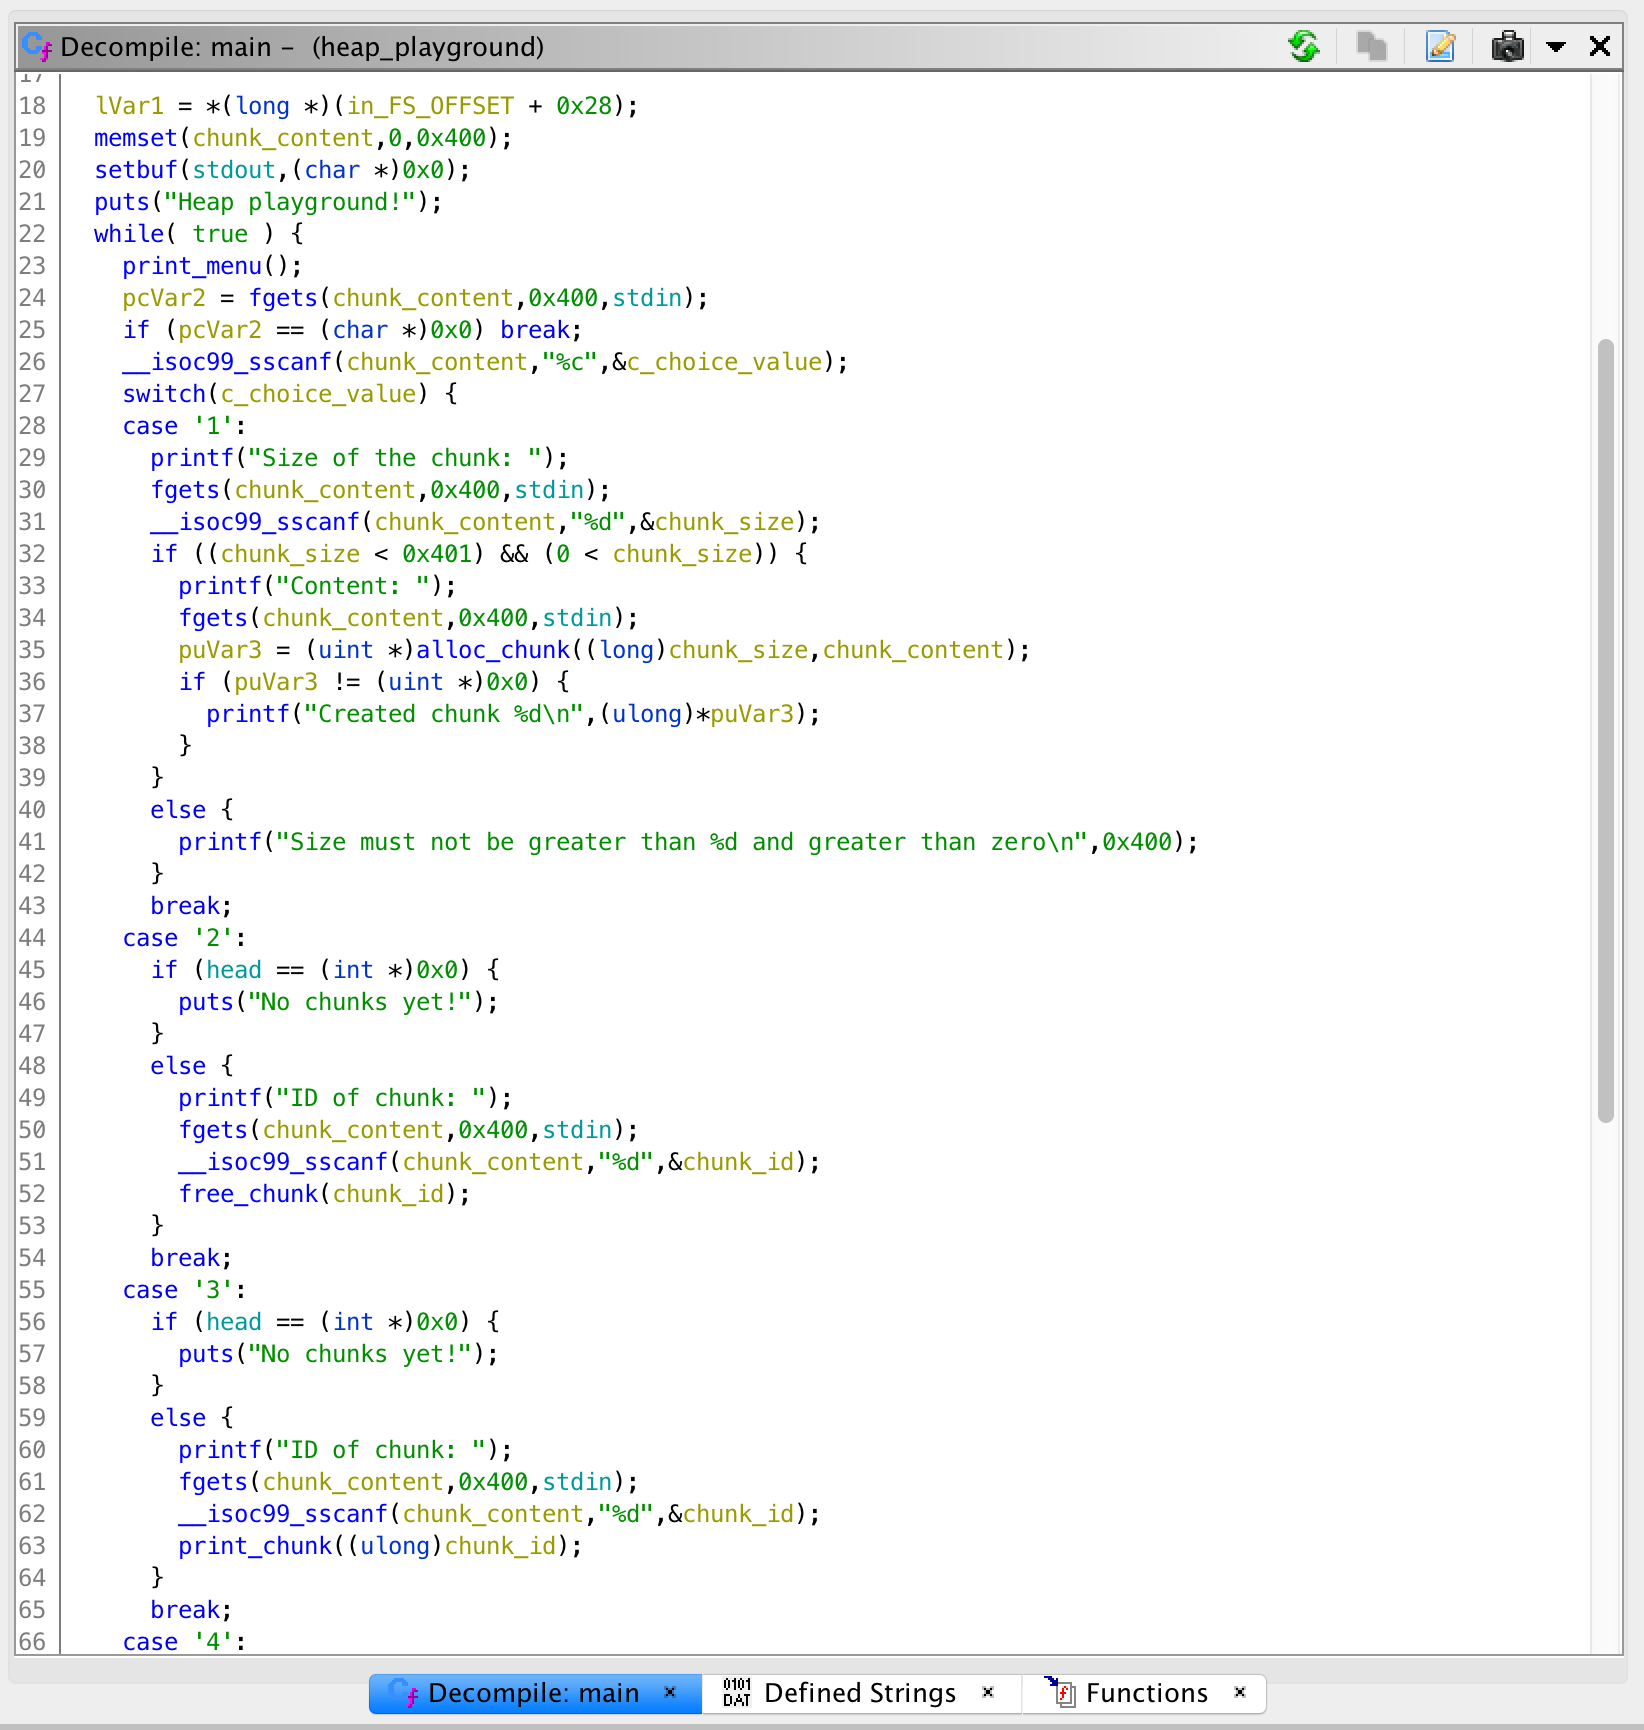 Decompile: main – (heap_playground)
17
18 lVar1 = *(long *)(in_FS_OFFSET + 0x28);
19 memset(chunk_content,0,0x400);
20 setbuf(stdout,(char *)0x0);
21 puts("Heap playground!");
22 while( true ) {
23 print_menu();
24 pcVar2 = fgets(chunk_content,0x400,stdin);
25 if (pcVar2 == (char *)0x0) break;
26 __isoc99_sscanf(chunk_content,"%c",&c_choice_value);
27 switch(c_choice_value) {
28 case '1':
29 printf("Size of the chunk: ");
30 fgets(chunk_content,0x400,stdin);
31 __isoc99_sscanf(chunk_content,"%d",&chunk_size);
32 if ((chunk_size < 0x401) && (0 < chunk_size)) {
33 printf("Content: ");
34 fgets(chunk_content,0x400,stdin);
35 puVar3 = (uint *)alloc_chunk((long)chunk_size,chunk_content);
36 if (puVar3 != (uint *)0x0) {
37 printf("Created chunk %d\n",(ulong)*puVar3);
38 }
39 }
40 else {
41 printf("Size must not be greater than %d and greater than zero\n",0x400);
42 }
43 break;
44 case '2':
45 if (head == (int *)0x0) {
46 puts("No chunks yet!");
47 }
48 else {
49 printf("ID of chunk: ");
50 fgets(chunk_content,0x400,stdin);
51 __isoc99_sscanf(chunk_content,"%d",&chunk_id);
52 free_chunk(chunk_id);
53 }
54 break;
55 case '3':
56 if (head == (int *)0x0) {
57 puts("No chunks yet!");
58 }
59 else {
60 printf("ID of chunk: ");
61 fgets(chunk_content,0x400,stdin);
62 __isoc99_sscanf(chunk_content,"%d",&chunk_id);
63 print_chunk((ulong)chunk_id);
64 }
65 break;
66 case '4':
Decompile: main × 0101 DAT Defined Strings × Functions ×